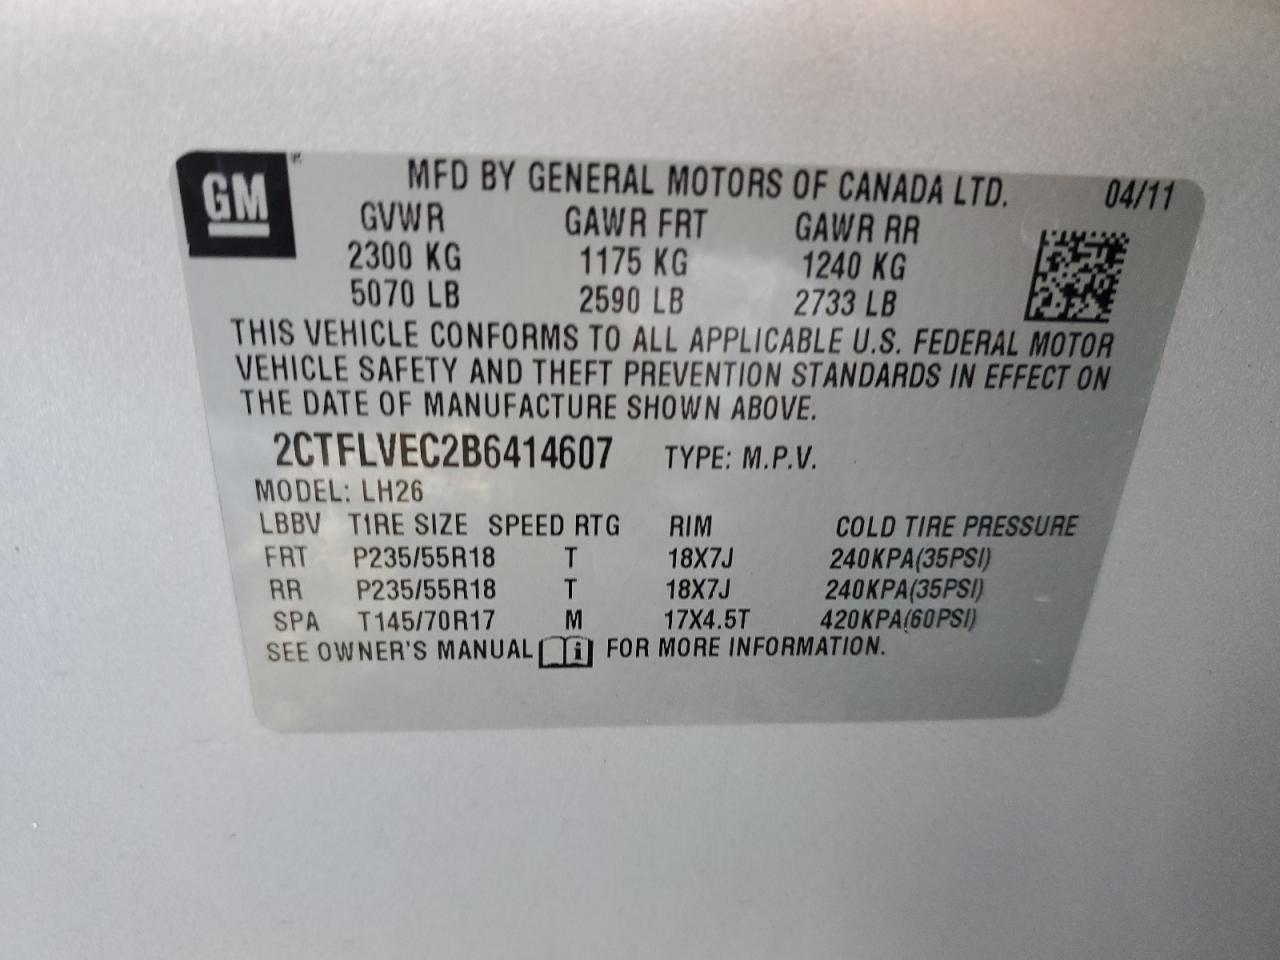 GM
MFD BY GENERAL MOTORS OF CANADA LTD. 04/11
GVWR GAWR FRT GAWR RR
2300 KG 1175 KG 1240 KG
5070 LB 2590 LB 2733 LB
THIS VEHICLE CONFORMS TO ALL APPLICABLE U.S. FEDERAL MOTOR
VEHICLE SAFETY AND THEFT PREVENTION STANDARDS IN EFFECT ON
THE DATE OF MANUFACTURE SHOWN ABOVE.
2CTFLVEC2B6414607 TYPE: M.P.V.
MODEL: LH26
LBBV TIRE SIZE SPEED RTG RIM COLD TIRE PRESSURE
FRT P235/55R18 T 18X7J 240KPA(35PSI)
RR P235/55R18 T 18X7J 240KPA(35PSI)
SPA T145/70R17 M 17X4.5T 420KPA(60PSI)
SEE OWNER'S MANUAL i FOR MORE INFORMATION.